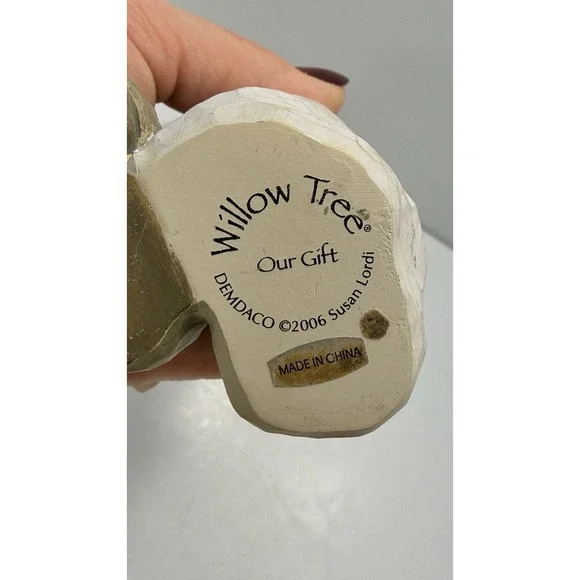 Willow Tree®
Our Gift
DEMDACO ©2006 Susan Lordi
MADE IN CHINA